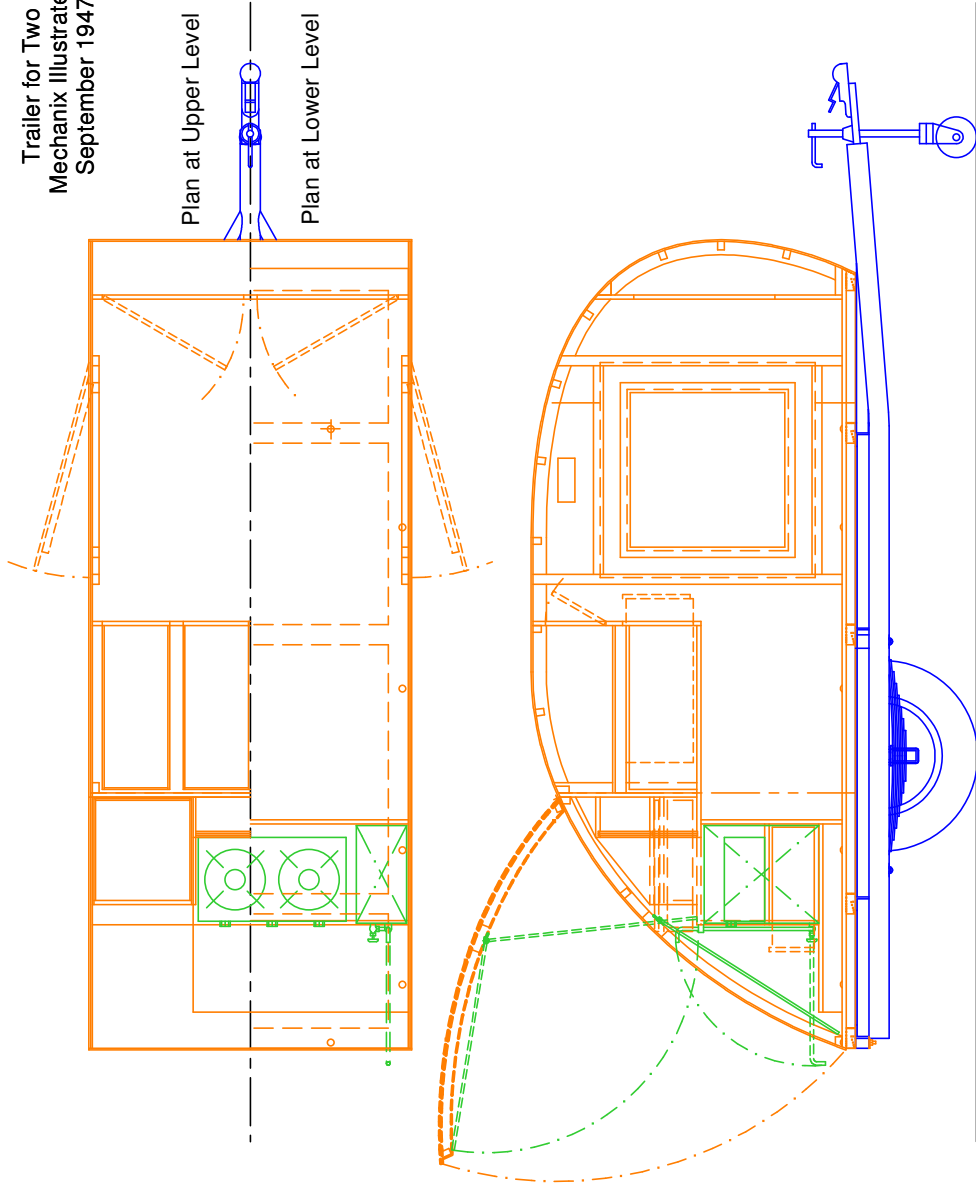 Trailer for Two
Mechanix Illustrate
September 1947
Plan at Upper Level
Plan at Lower Level